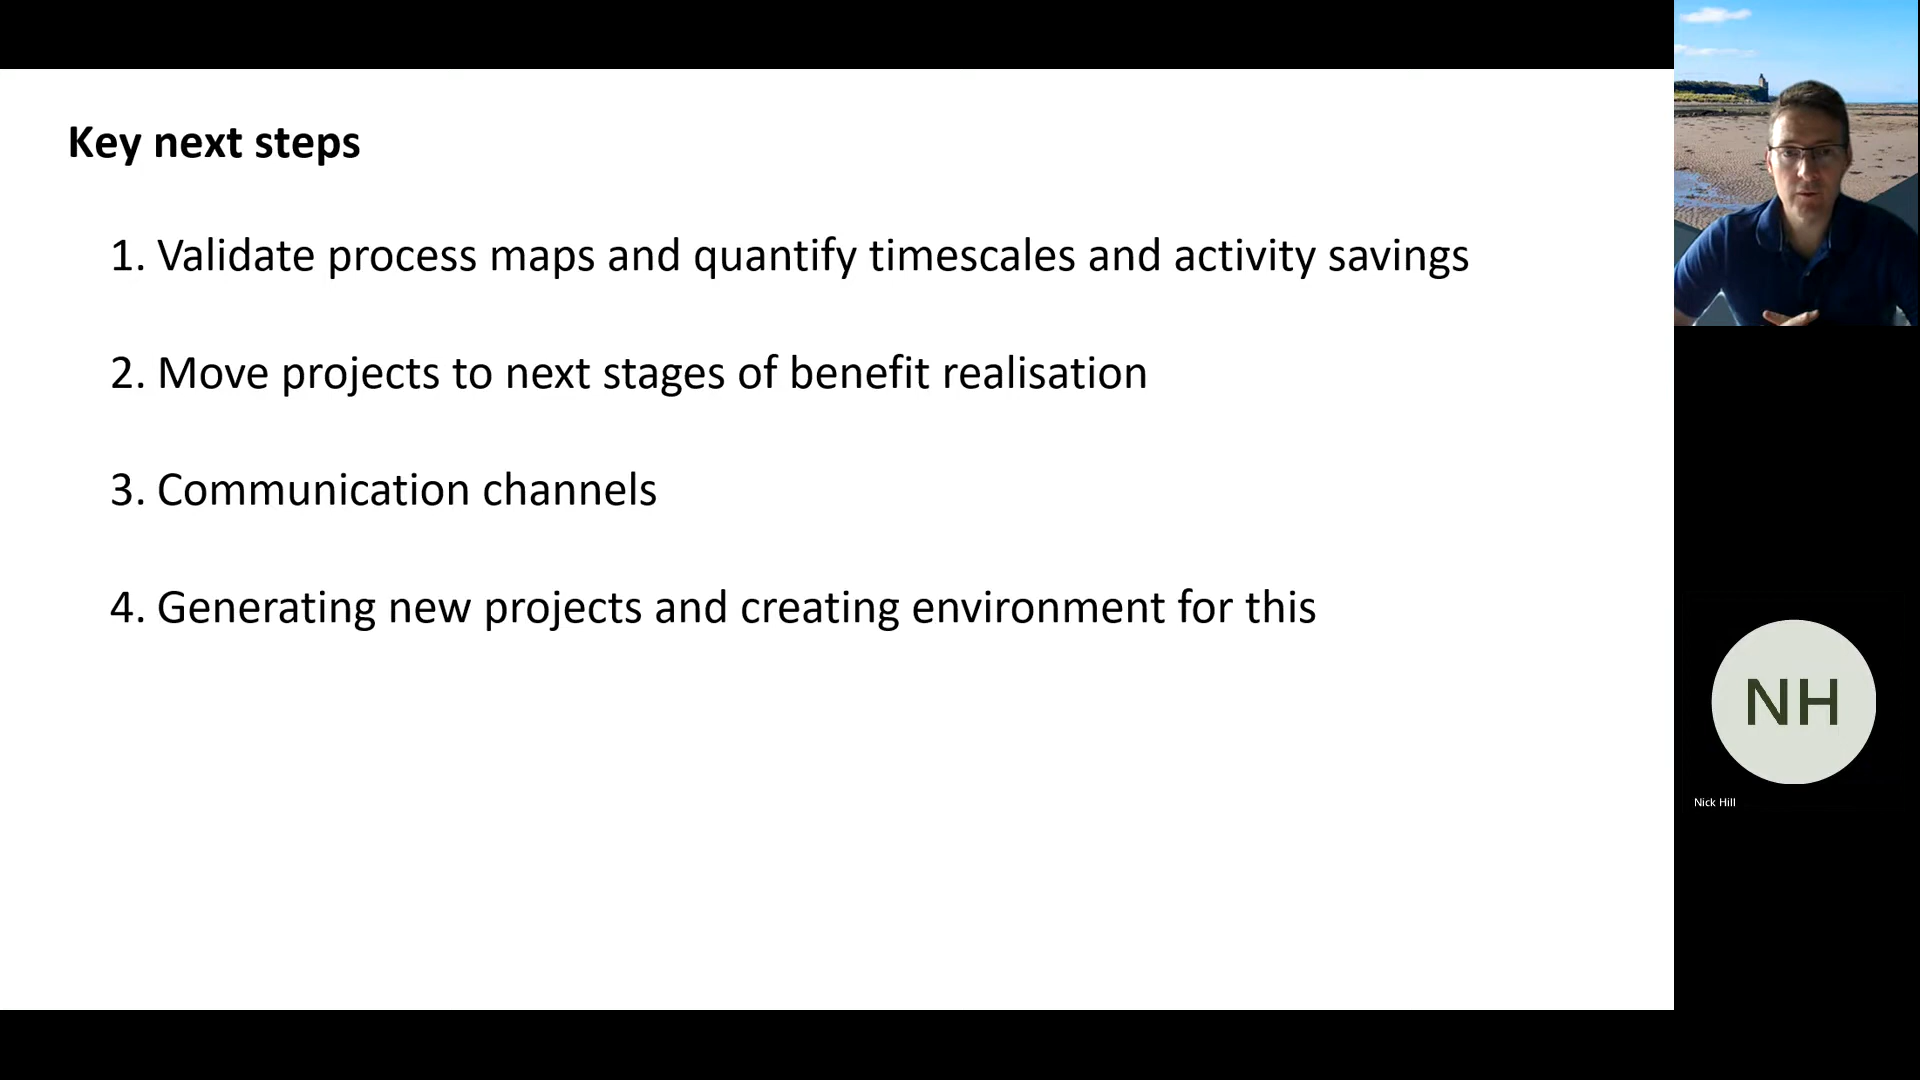 Key next steps
1. Validate process maps and quantify timescales and activity savings
2. Move projects to next stages of benefit realisation
3. Communication channels
4. Generating new projects and creating environment for this
NH
Nick Hill